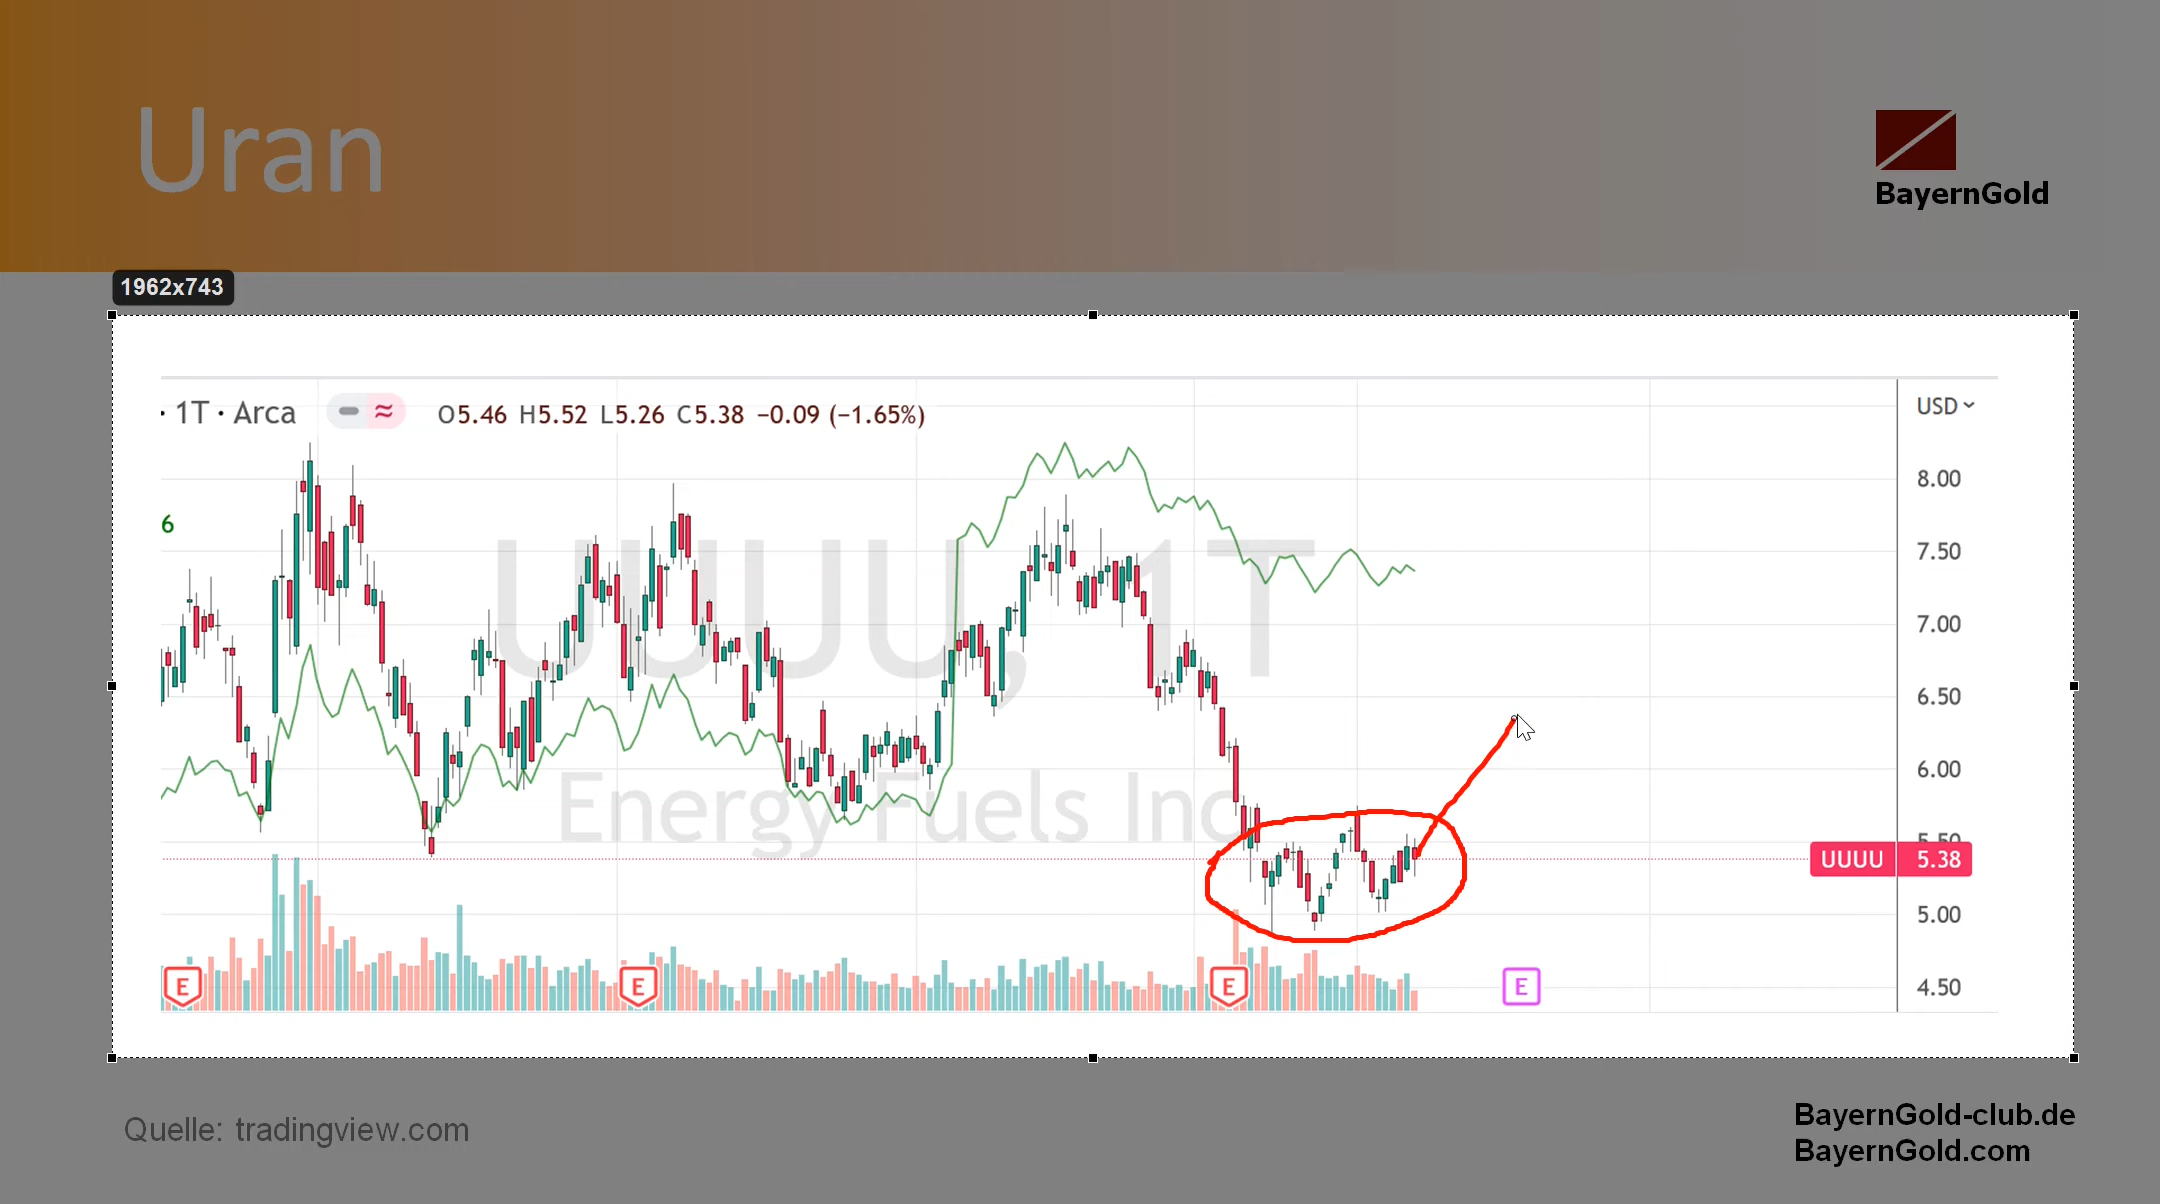 Uran
BayernGold
1962x743
· 1T · Arca
O5.46 H5.52 L5.26 C5.38 −0.09 (−1.65%)
USD
8.00
6
7.50
7.00
6.50
6.00
5.50
UUUU 5.38
5.00
4.50
UUUU, 1T
Energy Fuels Inc
E
E
E
E
Quelle: tradingview.com
BayernGold-club.de
BayernGold.com